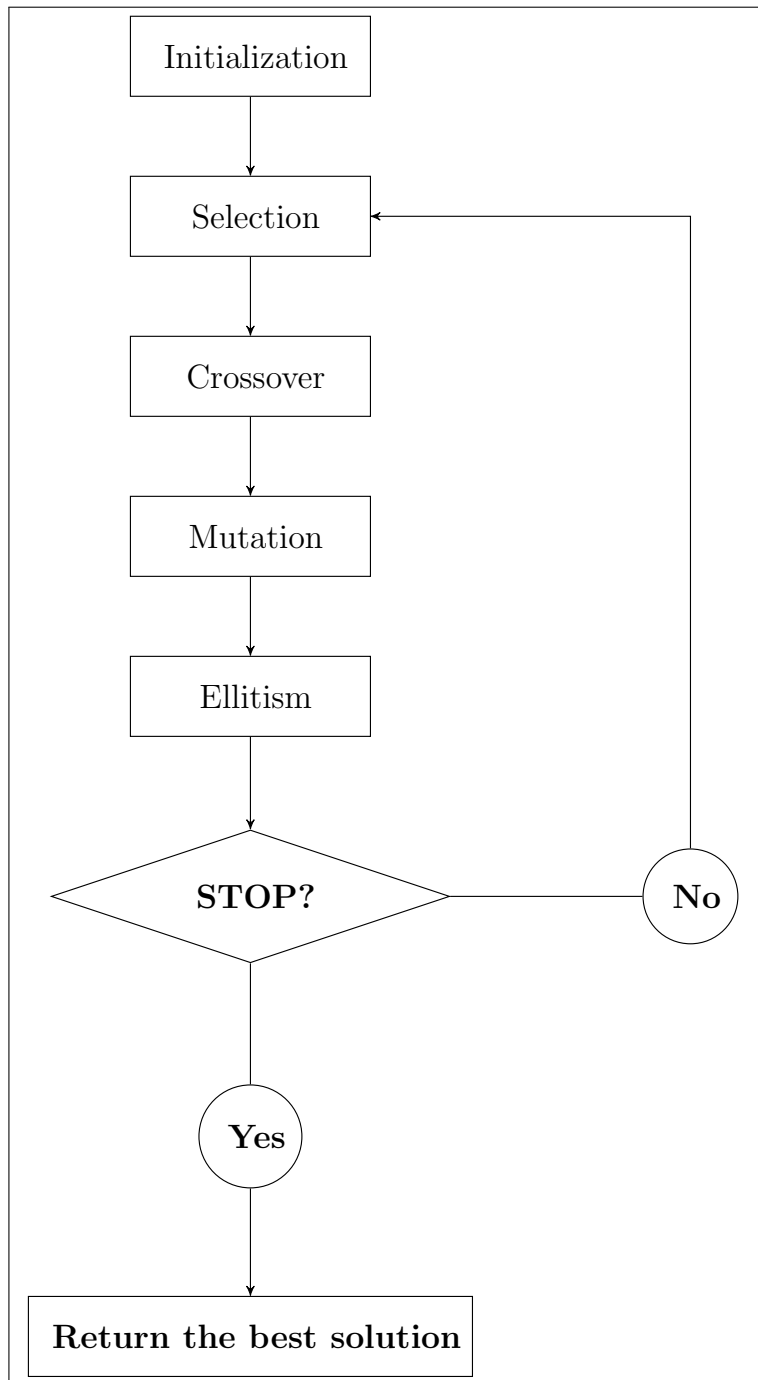 Initialization
Selection
Crossover
Mutation
Ellitism
STOP?
No
Yes
Return the best solution